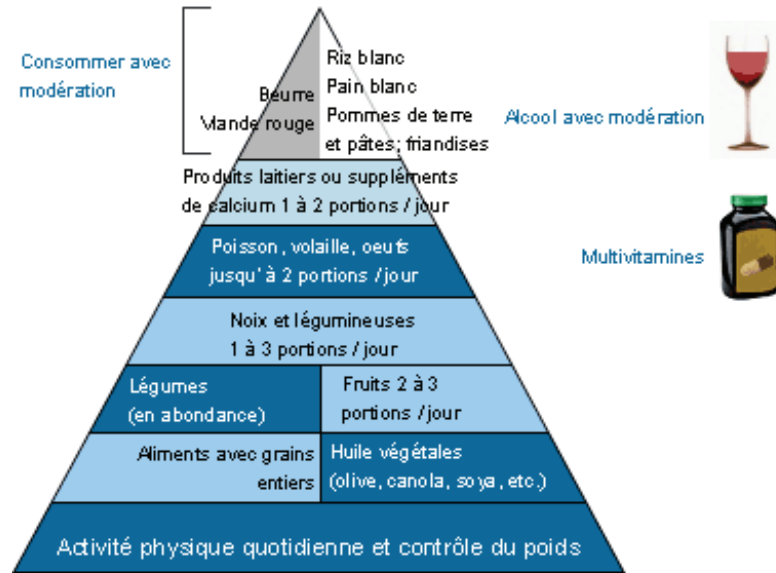 Consommer avec
modération
Beurre
Viande rouge
Riz blanc
Pain blanc
Pommes de terre
et pâtes; friandises
Alcool avec modération
Produits laitiers ou suppléments
de calcium 1 à 2 portions / jour
Poisson, volaille, oeufs
jusqu' à 2 portions / jour
Multivitamines
Noix et légumineuses
1 à 3 portions / jour
Légumes
(en abondance)
Fruits 2 à 3
portions / jour
Aliments avec grains
entiers
Huile végétales
(olive, canola, soya, etc.)
Activité physique quotidienne et contrôle du poids